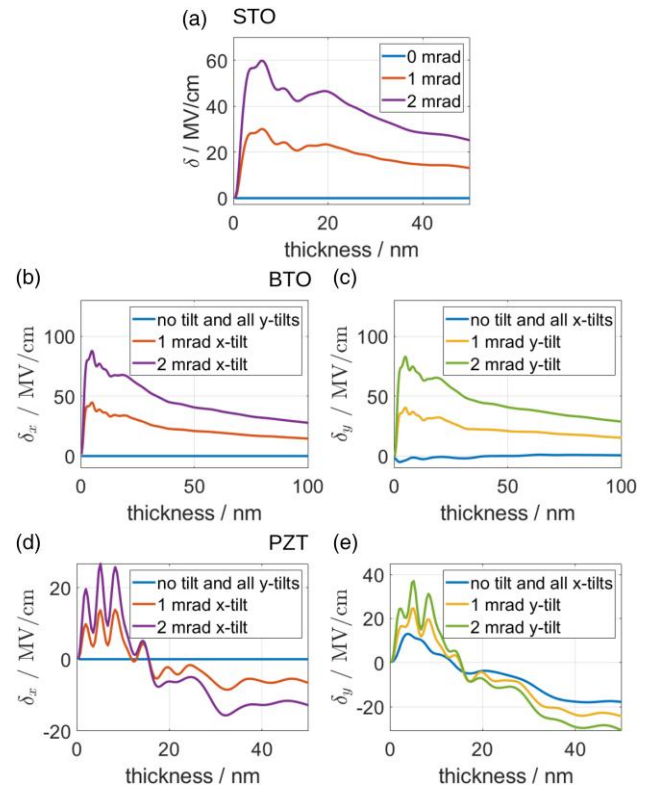 (a) STO
δ / MV/cm
60
40
20
0
0 mrad
1 mrad
2 mrad
0 20 40
thickness / nm
(b) BTO (c)
δx / MV/cm
100
50
0
no tilt and all y-tilts
1 mrad x-tilt
2 mrad x-tilt
0 50 100
thickness / nm
δy / MV/cm
100
50
0
no tilt and all x-tilts
1 mrad y-tilt
2 mrad y-tilt
0 50 100
thickness / nm
(d) PZT (e)
δx / MV/cm
20
0
-20
no tilt and all y-tilts
1 mrad x-tilt
2 mrad x-tilt
0 20 40
thickness / nm
δy / MV/cm
40
20
0
-20
no tilt and all x-tilts
1 mrad y-tilt
2 mrad y-tilt
0 20 40
thickness / nm